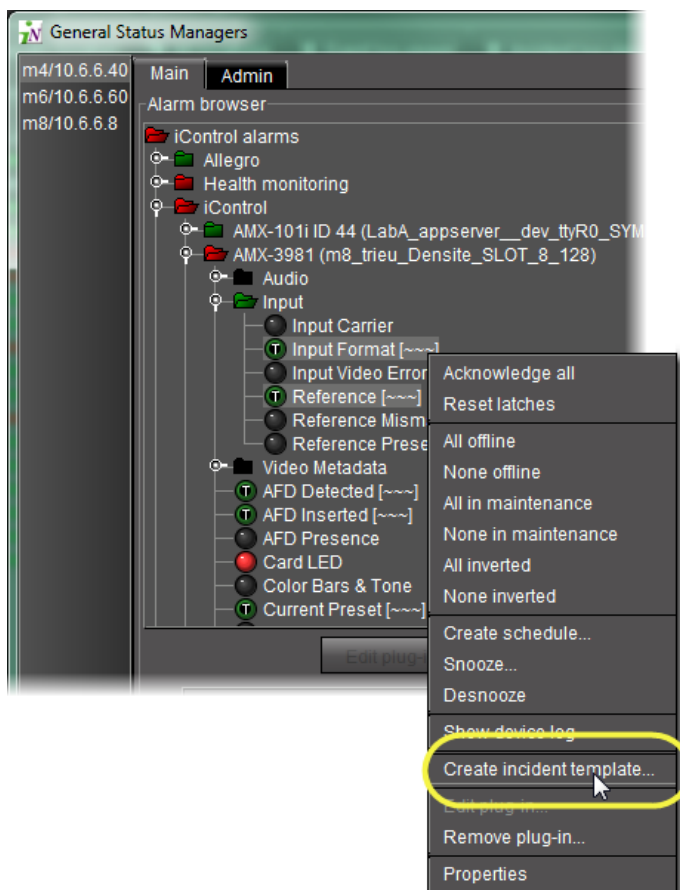 General Status Managers
m4/10.6.6.40
m6/10.6.6.60
m8/10.6.6.8
Main
Admin
Alarm browser
iControl alarms
Allegro
Health monitoring
iControl
AMX-101i ID 44 (LabA_appserver__dev_ttyR0_SYM
AMX-3981 (m8_trieu_Densite_SLOT_8_128)
Audio
Input
Input Carrier
T Input Format [~~~]
Input Video Error
T Reference [~~~]
Reference Mism
Reference Prese
Video Metadata
T AFD Detected [~~~]
T AFD Inserted [~~~]
AFD Presence
Card LED
Color Bars & Tone
T Current Preset [~~~]
Edit plug-i
Acknowledge all
Reset latches
All offline
None offline
All in maintenance
None in maintenance
All inverted
None inverted
Create schedule...
Snooze...
Desnooze
Show device log
Create incident template...
Edit plug-in...
Remove plug-in...
Properties